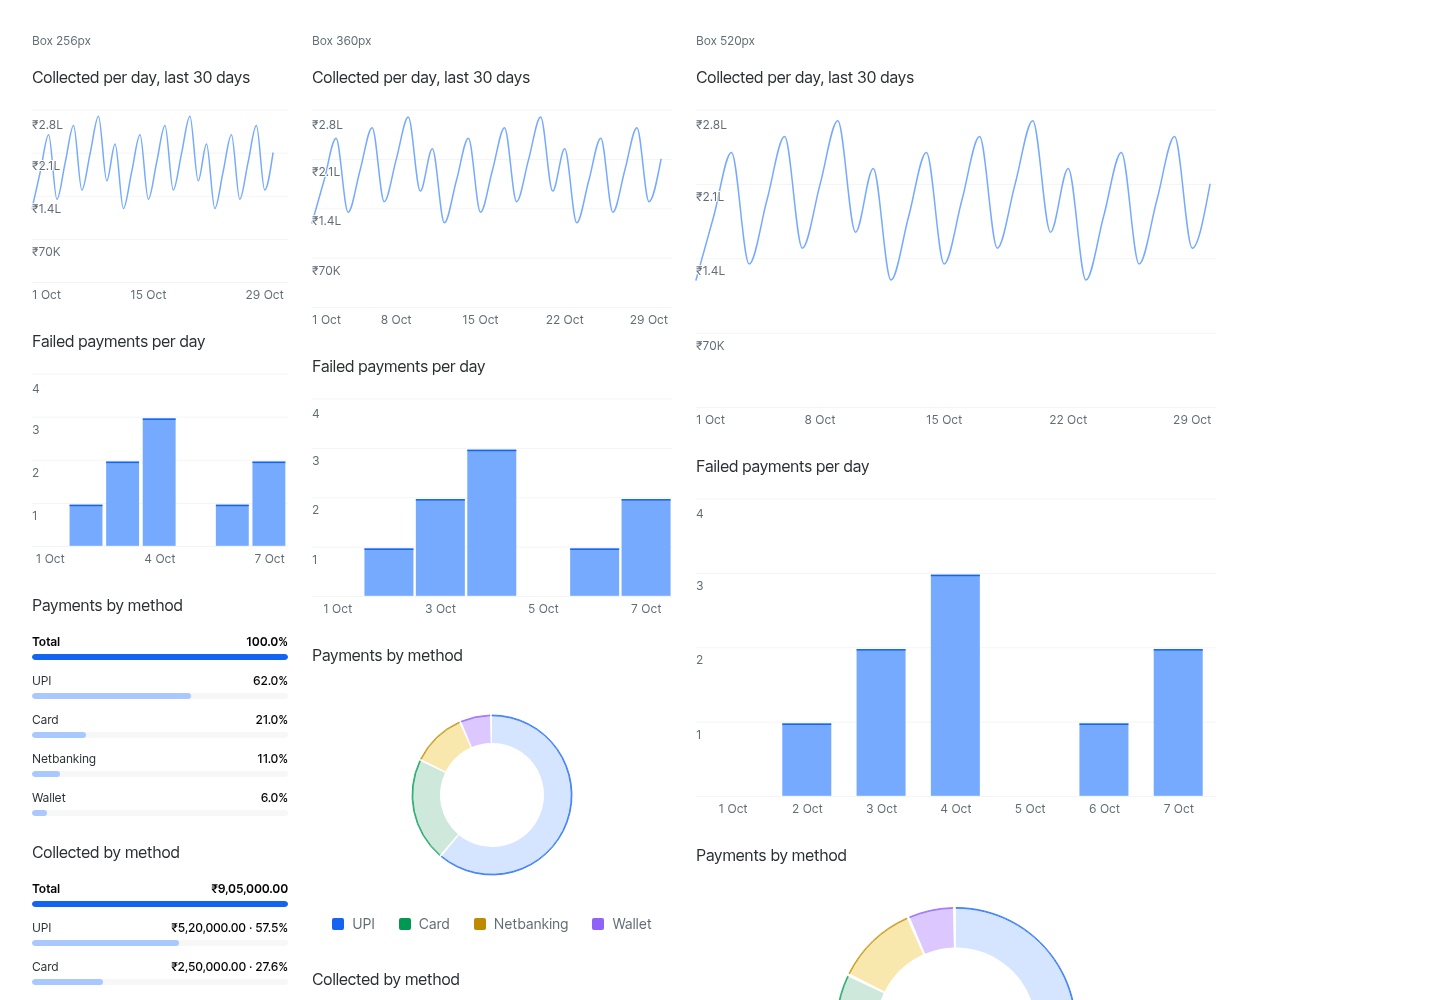 Box 256px
Collected per day, last 30 days
₹2.8L
₹2.1L
₹1.4L
₹70K
1 Oct 15 Oct 29 Oct
Failed payments per day
4
3
2
1
1 Oct 4 Oct 7 Oct
Payments by method
Total 100.0%
UPI 62.0%
Card 21.0%
Netbanking 11.0%
Wallet 6.0%
Collected by method
Total ₹9,05,000.00
UPI ₹5,20,000.00 · 57.5%
Card ₹2,50,000.00 · 27.6%
Box 360px
Collected per day, last 30 days
₹2.8L
₹2.1L
₹1.4L
₹70K
1 Oct 8 Oct 15 Oct 22 Oct 29 Oct
Failed payments per day
4
3
2
1
1 Oct 3 Oct 5 Oct 7 Oct
Payments by method
UPI Card Netbanking Wallet
Collected by method
Box 520px
Collected per day, last 30 days
₹2.8L
₹2.1L
₹1.4L
₹70K
1 Oct 8 Oct 15 Oct 22 Oct 29 Oct
Failed payments per day
4
3
2
1
1 Oct 2 Oct 3 Oct 4 Oct 5 Oct 6 Oct 7 Oct
Payments by method